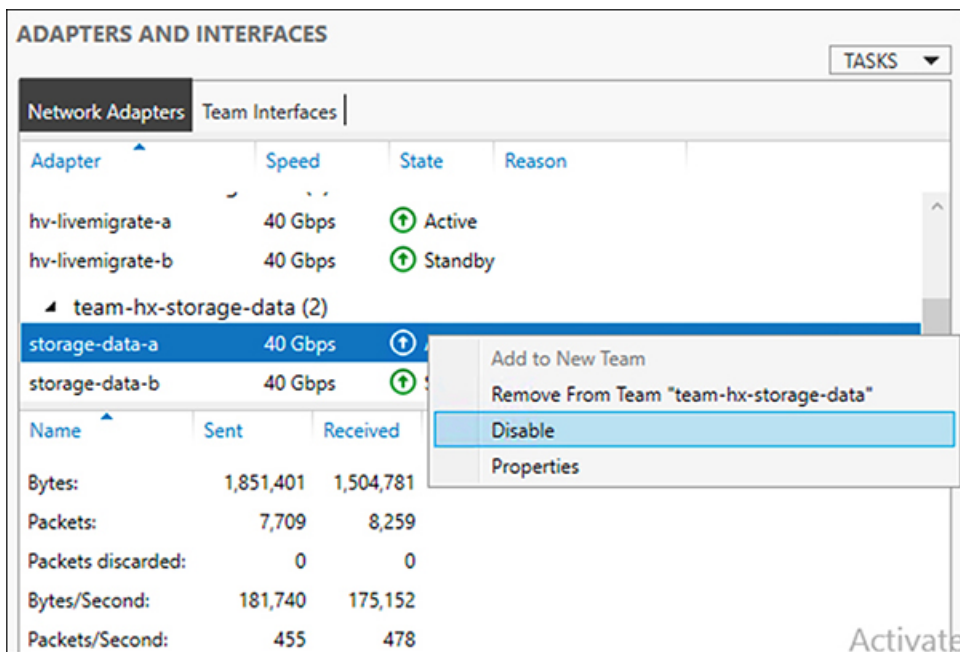 ADAPTERS AND INTERFACES
TASKS
Network Adapters Team Interfaces
Adapter Speed State Reason
hv-livemigrate-a 40 Gbps Active
hv-livemigrate-b 40 Gbps Standby
team-hx-storage-data (2)
storage-data-a 40 Gbps
storage-data-b 40 Gbps
Add to New Team
Remove From Team "team-hx-storage-data"
Disable
Properties
Name Sent Received
Bytes: 1,851,401 1,504,781
Packets: 7,709 8,259
Packets discarded: 0 0
Bytes/Second: 181,740 175,152
Packets/Second: 455 478
Activate